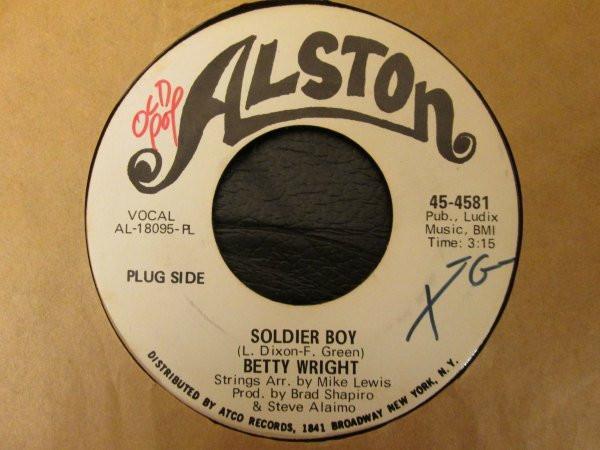 OLD
POP
ALSTON
VOCAL
AL-18095-PL
PLUG SIDE
45-4581
Pub., Ludix
Music, BMI
Time: 3:15
SOLDIER BOY
(L. Dixon-F. Green)
BETTY WRIGHT
Strings Arr. by Mike Lewis
Prod. by Brad Shapiro
& Steve Alaimo
DISTRIBUTED BY ATCO RECORDS, 1841 BROADWAY NEW YORK, N.Y.